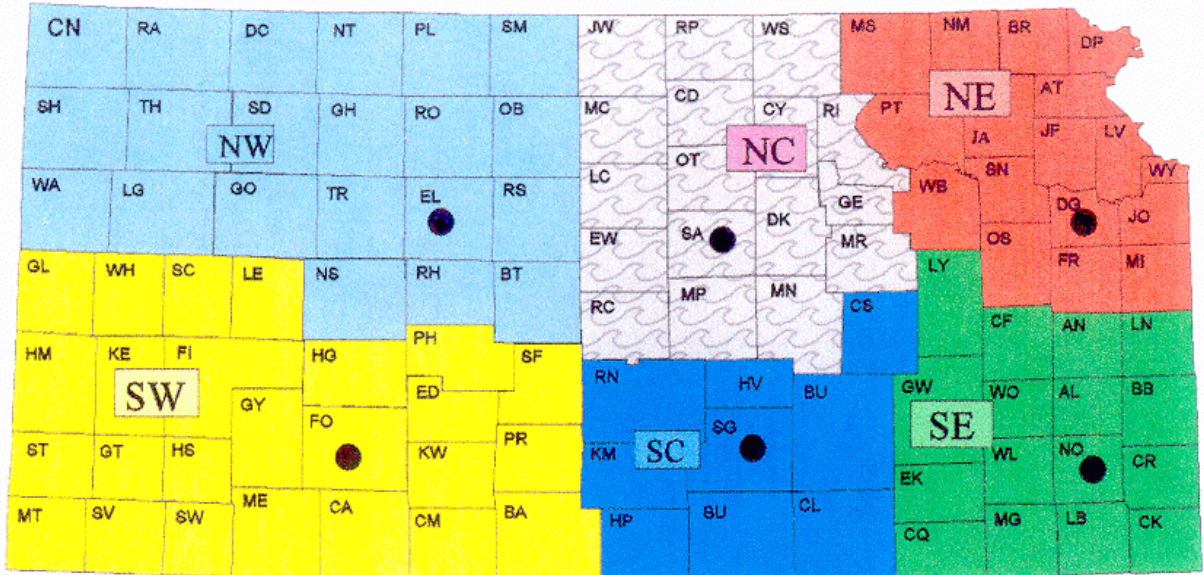 CN RA DC NT PL SM JW RP WS MS NM BR DP
SH TH SD GH RO OB MC CD CY RI PT NE AT
NW NC JA JF LV
WA LG GO TR EL RS LC OT GE WB SN WY
SA DK DG JO
EW MR OS
GL WH SC LE NS RH BT LY FR MI
RC MP MN CS
HM KE FI HG PH SF CF AN LN
SW GY ED RN HV BU GW WO AL BB
FO SE
ST GT HS KW PR KM SC SG EK WL NO CR
MT SV SW ME CA CM BA HP SU CL CQ MG LB CK